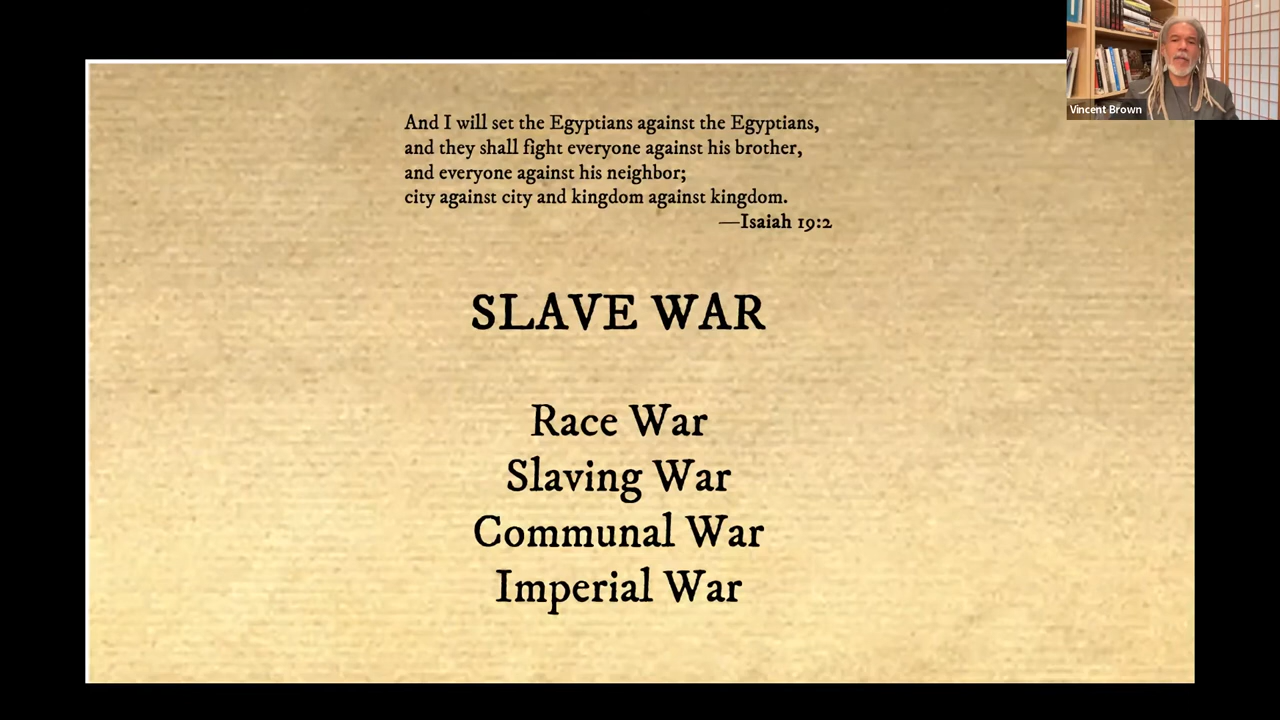 And I will set the Egyptians against the Egyptians,
and they shall fight everyone against his brother,
and everyone against his neighbor;
city against city and kingdom against kingdom.
—Isaiah 19:2
SLAVE WAR
Race War
Slaving War
Communal War
Imperial War
Vincent Brown